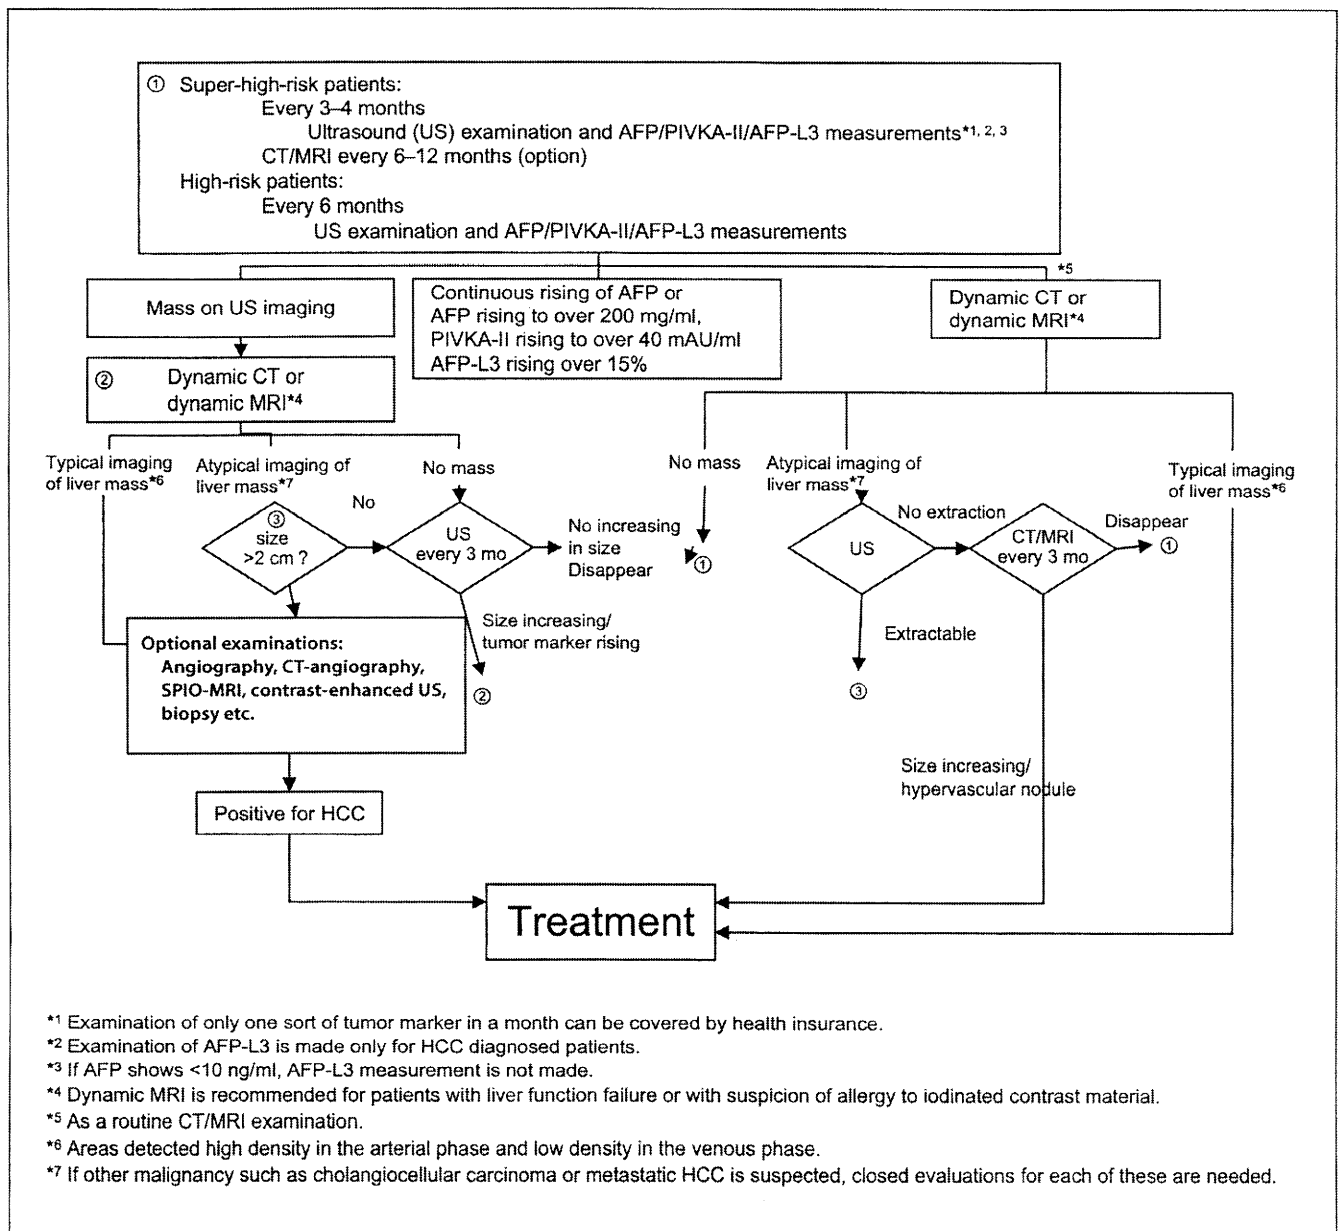 ① Super-high-risk patients:
Every 3–4 months
Ultrasound (US) examination and AFP/PIVKA-II/AFP-L3 measurements*1, 2, 3
CT/MRI every 6–12 months (option)
High-risk patients:
Every 6 months
US examination and AFP/PIVKA-II/AFP-L3 measurements
Mass on US imaging
Continuous rising of AFP or
AFP rising to over 200 mg/ml,
PIVKA-II rising to over 40 mAU/ml
AFP-L3 rising over 15%
*5
Dynamic CT or
dynamic MRI*4
② Dynamic CT or
dynamic MRI*4
Typical imaging
of liver mass*6
Atypical imaging of
liver mass*7
No mass
No mass
Atypical imaging of
liver mass*7
Typical imaging
of liver mass*6
③
size
>2 cm ?
No
US
every 3 mo
No increasing
in size
Disappear
①
US
No extraction
CT/MRI
every 3 mo
Disappear
①
Size increasing/
tumor marker rising
②
Extractable
③
Optional examinations:
Angiography, CT-angiography,
SPIO-MRI, contrast-enhanced US,
biopsy etc.
Size increasing/
hypervascular nodule
Positive for HCC
Treatment
*1 Examination of only one sort of tumor marker in a month can be covered by health insurance.
*2 Examination of AFP-L3 is made only for HCC diagnosed patients.
*3 If AFP shows <10 ng/ml, AFP-L3 measurement is not made.
*4 Dynamic MRI is recommended for patients with liver function failure or with suspicion of allergy to iodinated contrast material.
*5 As a routine CT/MRI examination.
*6 Areas detected high density in the arterial phase and low density in the venous phase.
*7 If other malignancy such as cholangiocellular carcinoma or metastatic HCC is suspected, closed evaluations for each of these are needed.